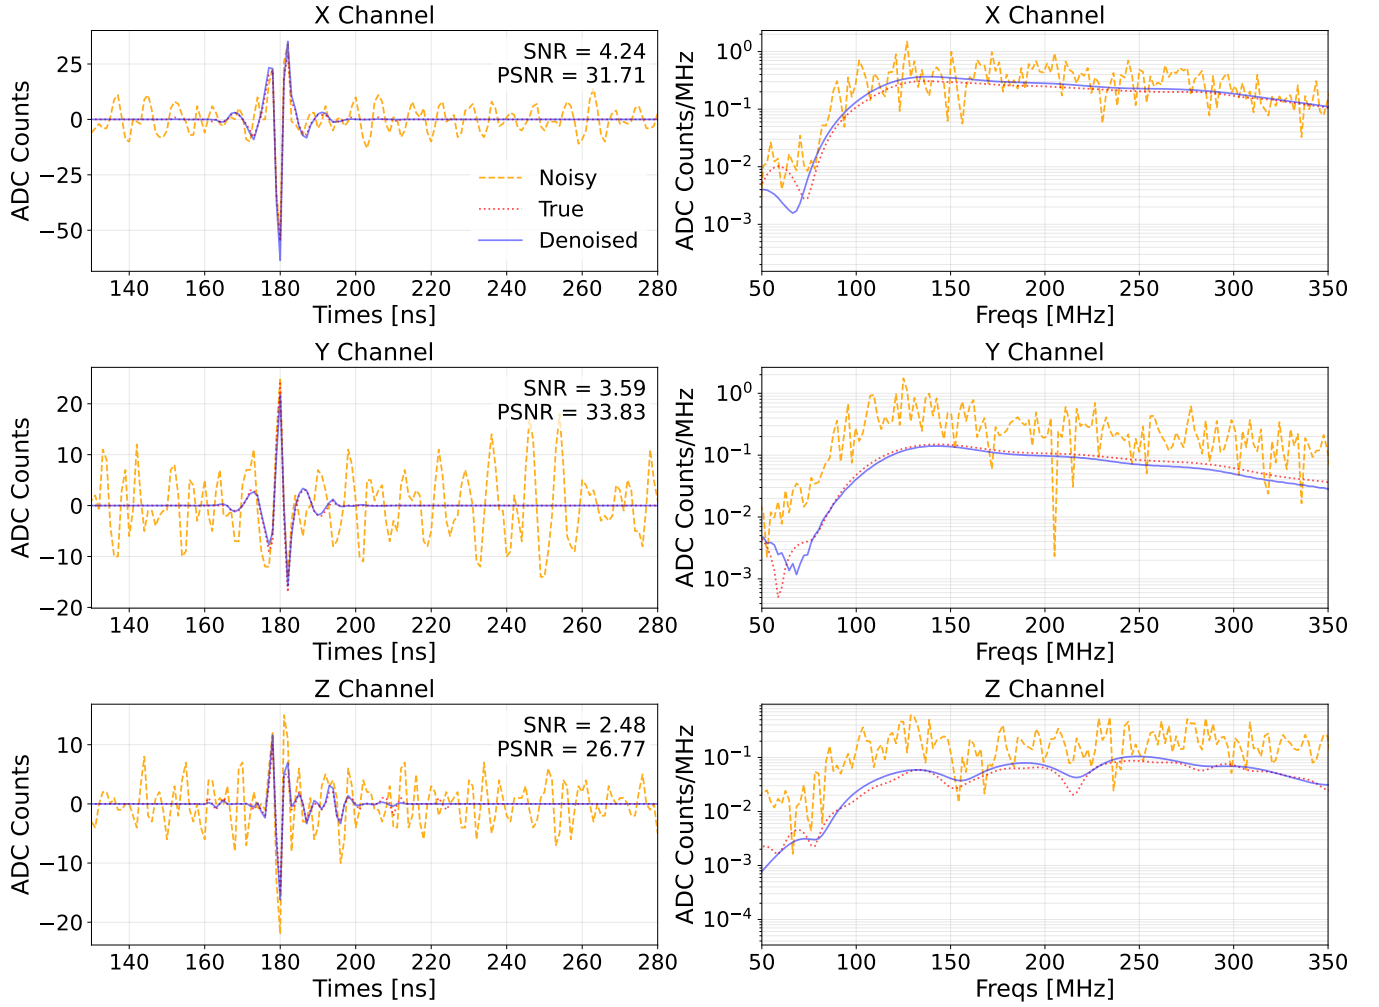 X Channel
SNR = 4.24
PSNR = 31.71
ADC Counts
25
0
−25
−50
Noisy
True
Denoised
140 160 180 200 220 240 260 280
Times [ns]
X Channel
ADC Counts/MHz
10^0
10^−1
10^−2
10^−3
50 100 150 200 250 300 350
Freqs [MHz]
Y Channel
SNR = 3.59
PSNR = 33.83
ADC Counts
20
10
0
−10
−20
140 160 180 200 220 240 260 280
Times [ns]
Y Channel
ADC Counts/MHz
10^0
10^−1
10^−2
10^−3
50 100 150 200 250 300 350
Freqs [MHz]
Z Channel
SNR = 2.48
PSNR = 26.77
ADC Counts
10
0
−10
−20
140 160 180 200 220 240 260 280
Times [ns]
Z Channel
ADC Counts/MHz
10^−1
10^−2
10^−3
10^−4
50 100 150 200 250 300 350
Freqs [MHz]